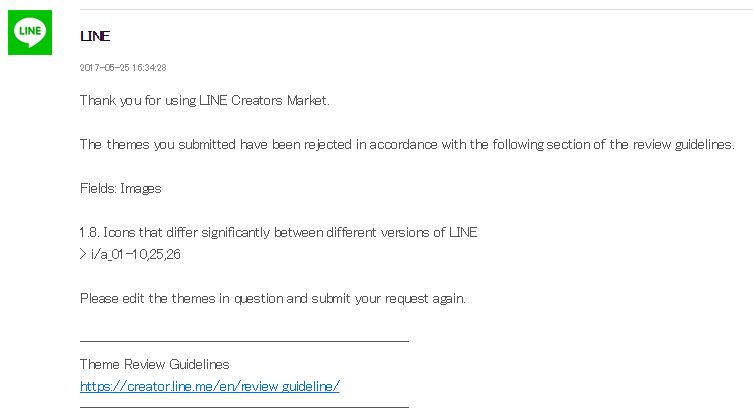 LINE
LINE
2017-05-25 16:34:28
Thank you for using LINE Creators Market.
The themes you submitted have been rejected in accordance with the following section of the review guidelines.
Fields: Images
1.8. Icons that differ significantly between different versions of LINE
> i/a_01-10,25,26
Please edit the themes in question and submit your request again.
Theme Review Guidelines
https://creator.line.me/en/review_guideline/